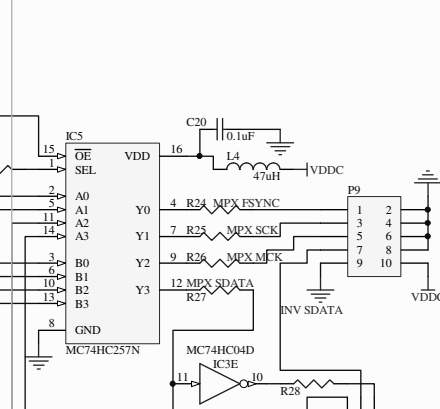 C20
0.1uF
IC5
15 OE VDD 16
1 SEL
L4
47uH
VDDC
P9
2 A0
5 A1
11 A2
14 A3
Y0 4 R24 MPX FSYNC
Y1 7 R25 MPX SCK
Y2 9 R26 MPX MCK
Y3 12 MPX SDATA
R27
3 B0
6 B1
10 B2
13 B3
8 GND
MC74HC257N
1 2
3 4
5 6
7 8
9 10
INV SDATA
VDDC
MC74HC04D
IC3E
11 10
R28